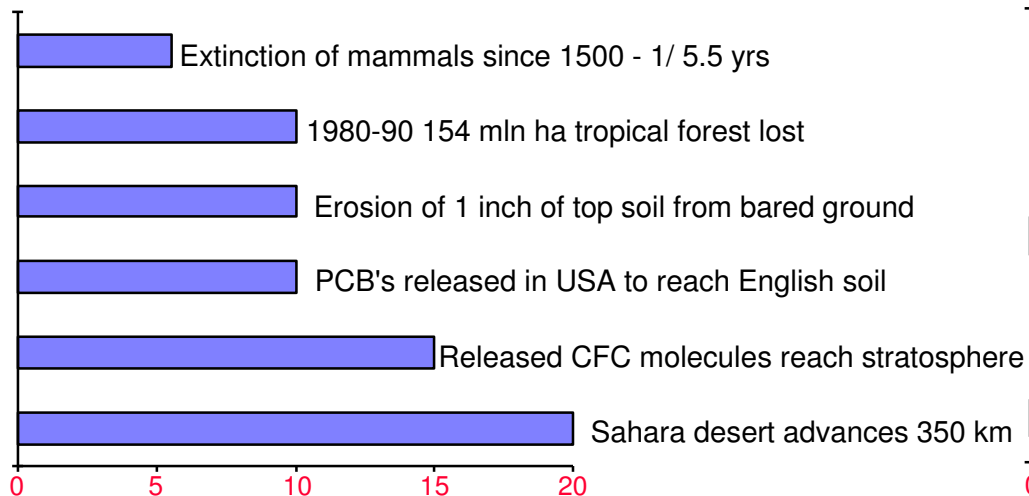 Extinction of mammals since 1500 - 1/ 5.5 yrs
1980-90 154 mln ha tropical forest lost
Erosion of 1 inch of top soil from bared ground
PCB's released in USA to reach English soil
Released CFC molecules reach stratosphere
Sahara desert advances 350 km
0 5 10 15 20